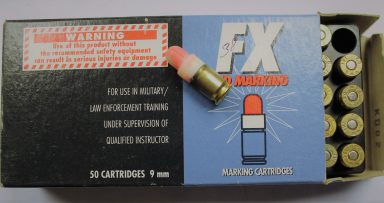 WARNING
Use of this product without
the recommended safety equipment
can result in serious injuries or damage
FX
MARKING
FOR USE IN MILITARY/
LAW ENFORCEMENT TRAINING
UNDER SUPERVISION OF
QUALIFIED INSTRUCTOR
50 CARTRIDGES 9 mm
MARKING CARTRIDGES